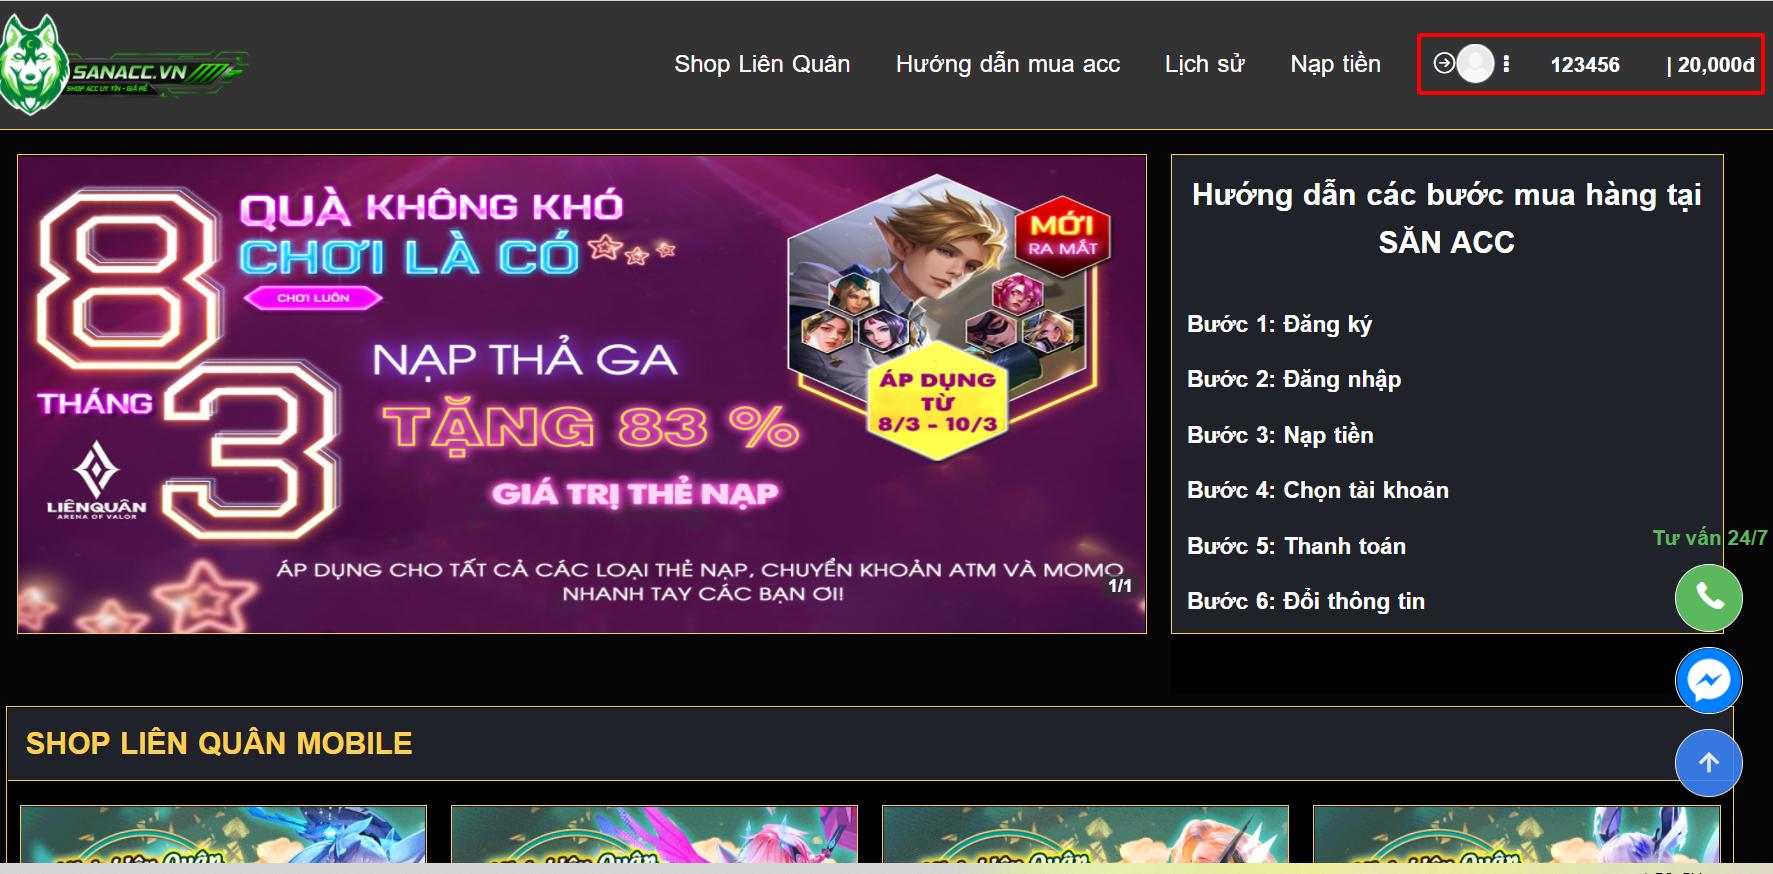 SANACC.VN
SHOP ACC UY TÍN - GIÁ RẺ
Shop Liên Quân
Hướng dẫn mua acc
Lịch sử
Nạp tiền
123456
| 20,000đ
8
3
THÁNG
QUÀ KHÔNG KHÓ
CHƠI LÀ CÓ
CHƠI LUÔN
NẠP THẢ GA
TẶNG 83 %
GIÁ TRỊ THẺ NẠP
MỚI
RA MẮT
ÁP DỤNG
TỪ
8/3 - 10/3
LIÊNQUÂN
ARENA OF VALOR
ÁP DỤNG CHO TẤT CẢ CÁC LOẠI THẺ NẠP, CHUYỂN KHOẢN ATM VÀ MOMO
NHANH TAY CÁC BẠN ƠI!
1/1
Hướng dẫn các bước mua hàng tại
SĂN ACC
Bước 1: Đăng ký
Bước 2: Đăng nhập
Bước 3: Nạp tiền
Bước 4: Chọn tài khoản
Bước 5: Thanh toán
Bước 6: Đổi thông tin
Tư vấn 24/7
SHOP LIÊN QUÂN MOBILE
Quân
Quân
Quân
Quân